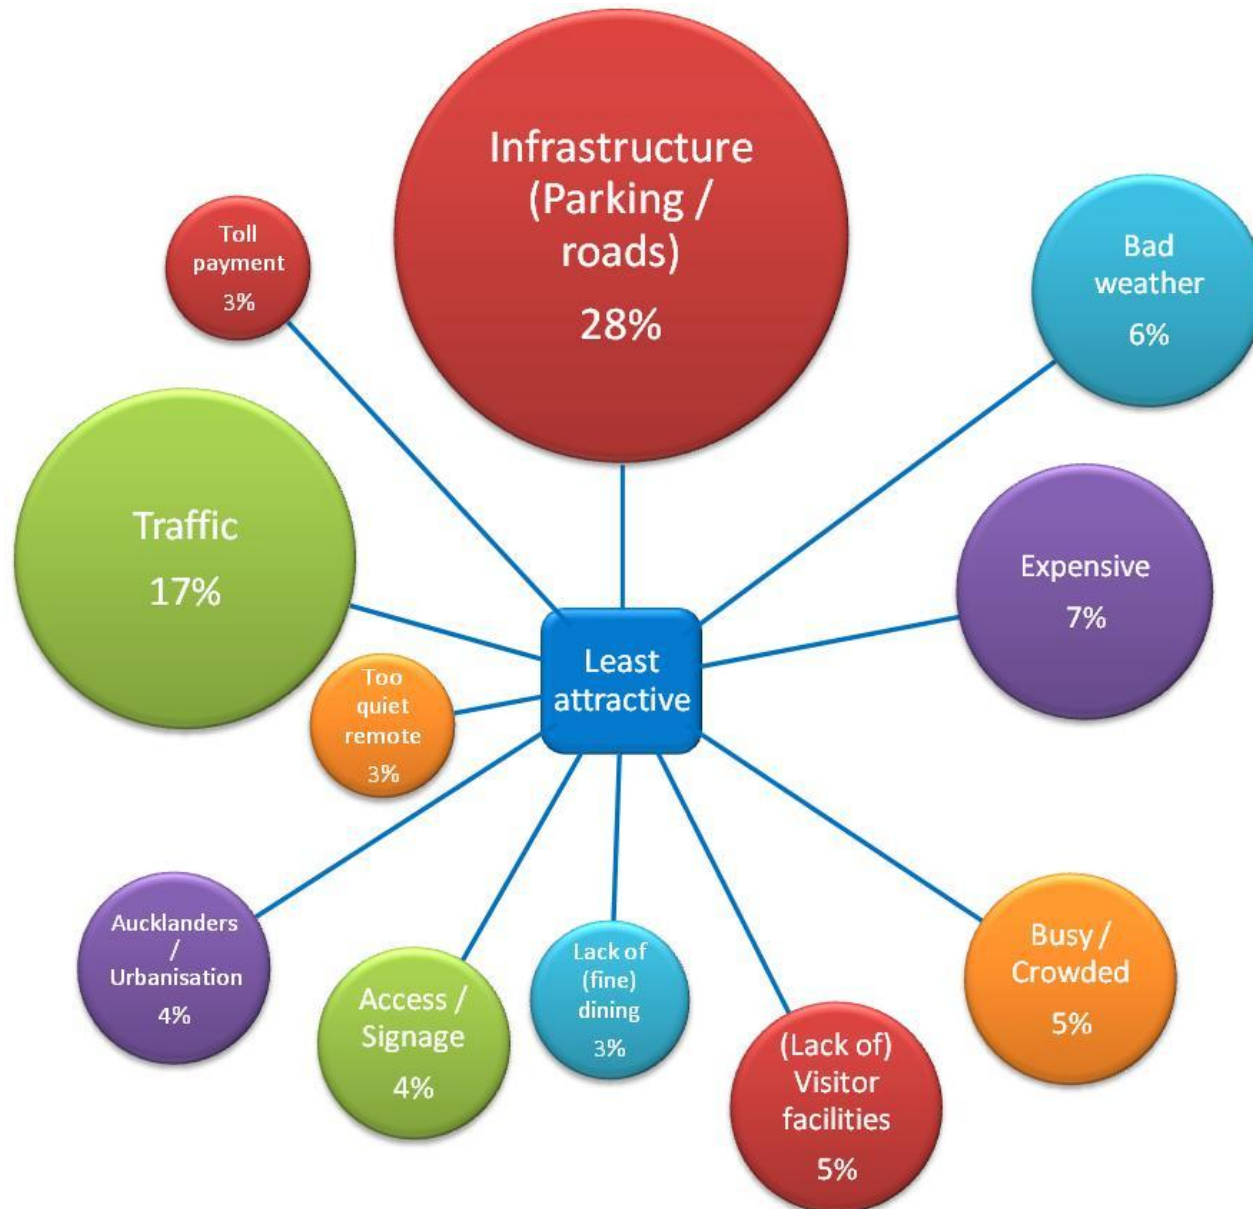 Infrastructure
(Parking /
roads)
28%
Bad
weather
6%
Toll
payment
3%
Traffic
17%
Expensive
7%
Least
attractive
Too
quiet
remote
3%
Aucklanders
/
Urbanisation
4%
Access /
Signage
4%
Lack of
(fine)
dining
3%
(Lack of)
Visitor
facilities
5%
Busy /
Crowded
5%